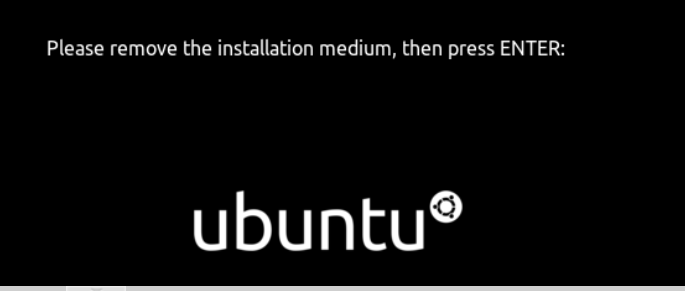 Please remove the installation medium, then press ENTER:
ubuntu